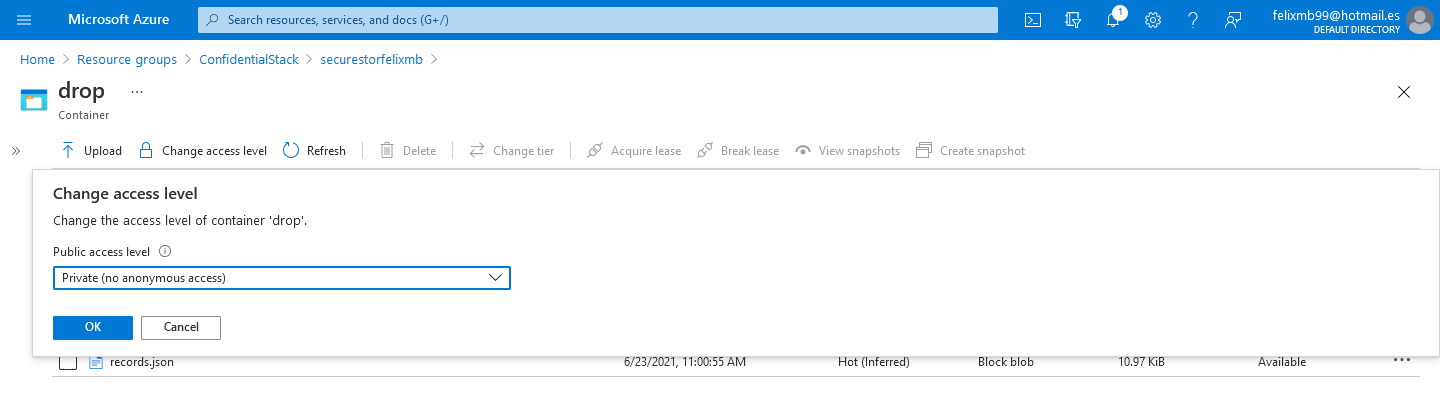 Microsoft Azure
Search resources, services, and docs (G+/)
1
felixmb99@hotmail.es
DEFAULT DIRECTORY
Home > Resource groups > ConfidentialStack > securestorfelixmb >
drop ...
Container
Upload Change access level Refresh Delete Change tier Acquire lease Break lease View snapshots Create snapshot
Change access level
Change the access level of container 'drop'.
Public access level
Private (no anonymous access)
OK Cancel
records.json 6/23/2021, 11:00:55 AM Hot (Inferred) Block blob 10.97 KiB Available ...